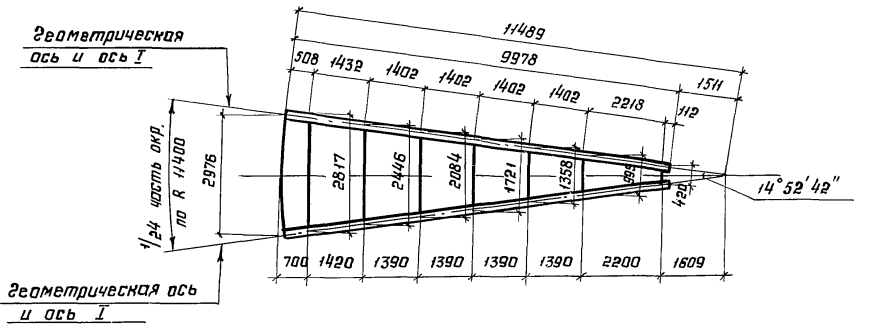 11489
9978
508 1432 1402 1402 1402 1402 2218 112 1511
Геометрическая
ось и ось I
1/24 часть окр.
по R 11400
2976
2817
2446
2084
1721
1358
995
420
14° 52' 42"
700 1420 1390 1390 1390 1390 2200 1609
Геометрическая ось
и ось I